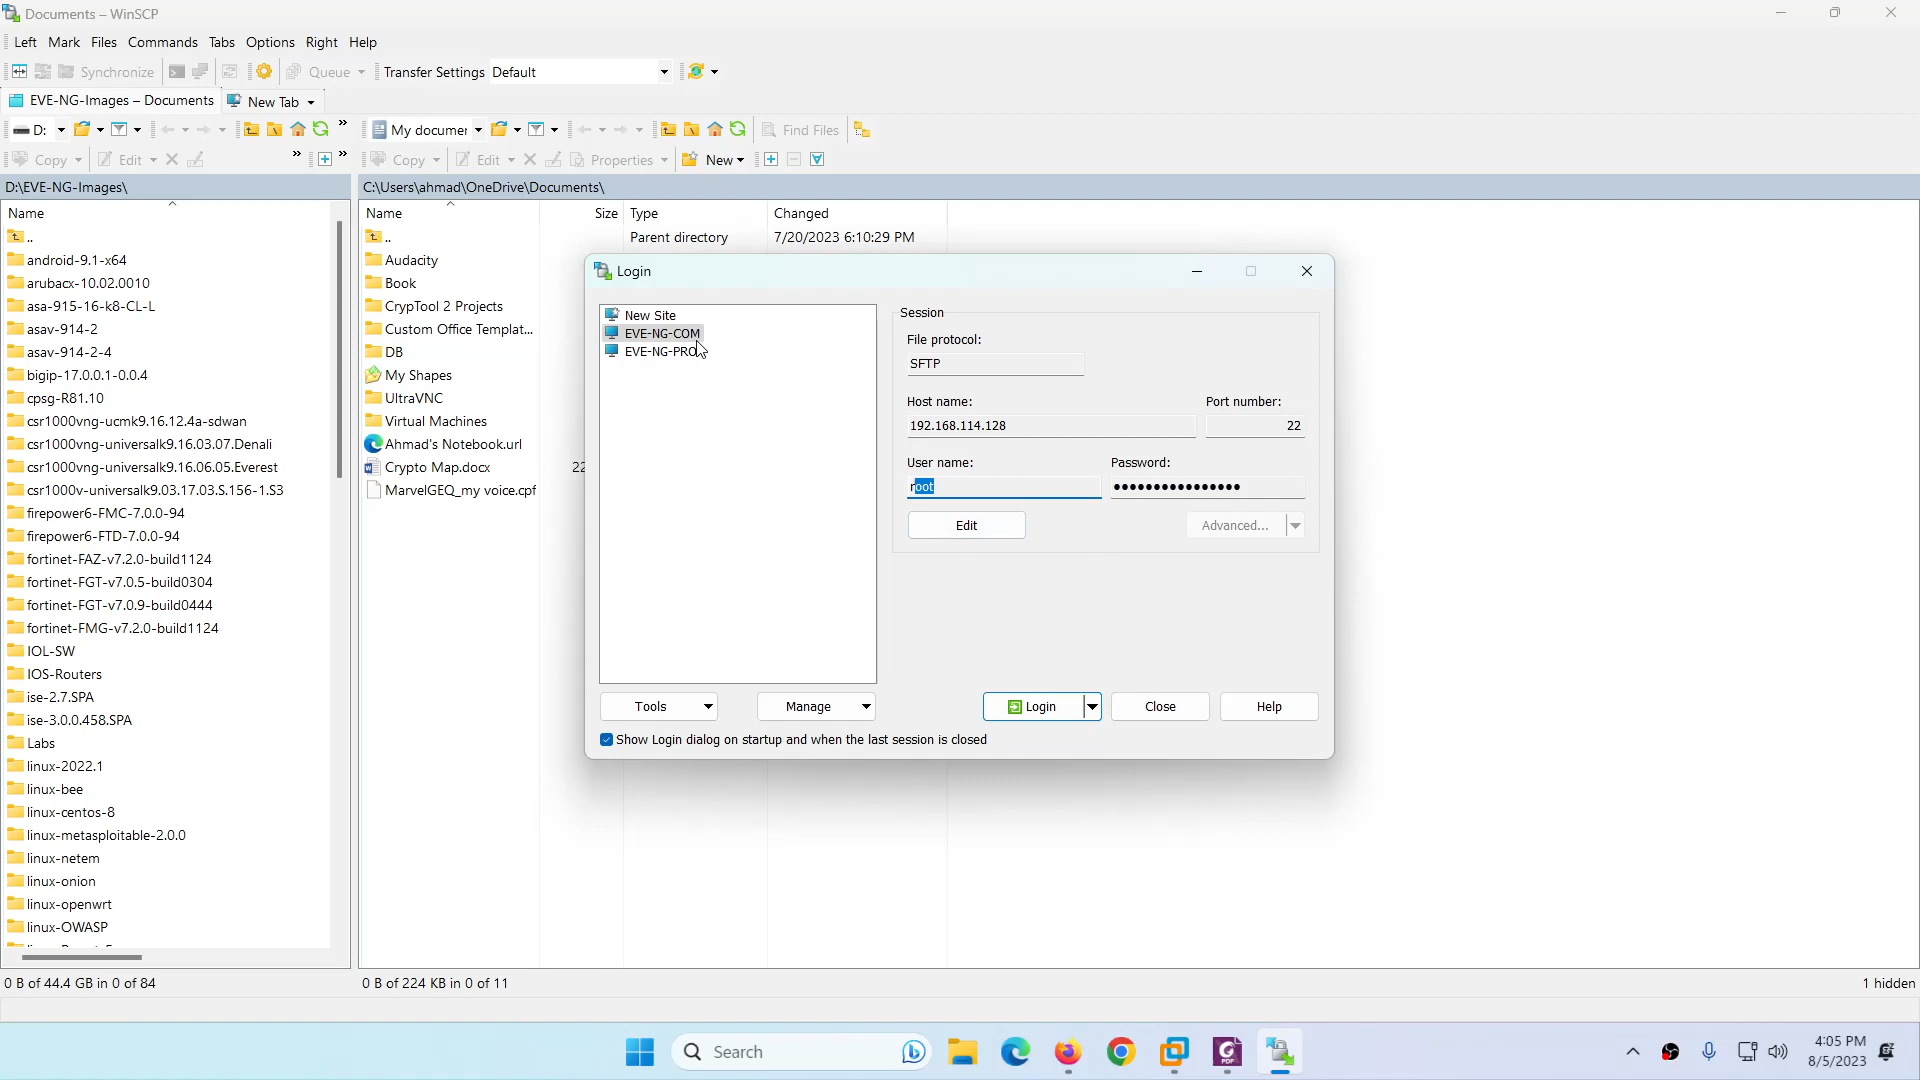 Documents – WinSCP
Left Mark Files Commands Tabs Options Right Help
Synchronize Queue Transfer Settings Default
EVE-NG-Images – Documents New Tab
D: » My documer Find Files
Copy Edit » » Copy Edit Properties New
D:\EVE-NG-Images\ C:\Users\ahmad\OneDrive\Documents\
Name
..
android-9.1-x64
arubacx-10.02.0010
asa-915-16-k8-CL-L
asav-914-2
asav-914-2-4
bigip-17.0.0.1-0.0.4
cpsg-R81.10
csr1000vng-ucmk9.16.12.4a-sdwan
csr1000vng-universalk9.16.03.07.Denali
csr1000vng-universalk9.16.06.05.Everest
csr1000v-universalk9.03.17.03.S.156-1.S3
firepower6-FMC-7.0.0-94
firepower6-FTD-7.0.0-94
fortinet-FAZ-v7.2.0-build1124
fortinet-FGT-v7.0.5-build0304
fortinet-FGT-v7.0.9-build0444
fortinet-FMG-v7.2.0-build1124
IOL-SW
IOS-Routers
ise-2.7.SPA
ise-3.0.0.458.SPA
Labs
linux-2022.1
linux-bee
linux-centos-8
linux-metasploitable-2.0.0
linux-netem
linux-onion
linux-openwrt
linux-OWASP
Name Size Type Changed
.. Parent directory 7/20/2023 6:10:29 PM
Audacity
Book
CrypTool 2 Projects
Custom Office Templat...
DB
My Shapes
UltraVNC
Virtual Machines
Ahmad's Notebook.url
Crypto Map.docx 22
MarvelGEQ_my voice.cpf
Login
New Site
EVE-NG-COM
EVE-NG-PRO
Session
File protocol:
SFTP
Host name: Port number:
192.168.114.128 22
User name: Password:
root ••••••••••••••••
Edit Advanced...
Tools Manage Login Close Help
Show Login dialog on startup and when the last session is closed
0 B of 44.4 GB in 0 of 84 0 B of 224 KB in 0 of 11 1 hidden
Search
4:05 PM
8/5/2023